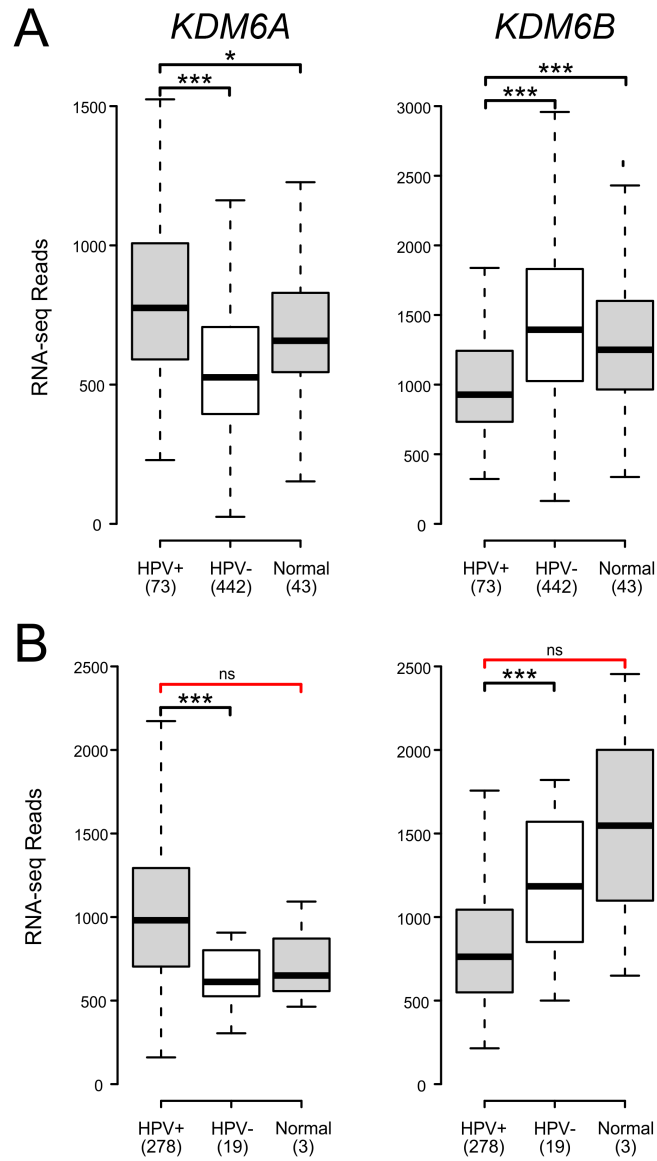 A
KDM6A
KDM6B
*
***
***
***
RNA-seq Reads
1500
1000
500
0
3000
2500
2000
1500
1000
500
0
HPV+ HPV- Normal
(73) (442) (43)
HPV+ HPV- Normal
(73) (442) (43)
B
ns
***
ns
***
RNA-seq Reads
2500
2000
1500
1000
500
0
2500
2000
1500
1000
500
0
HPV+ HPV- Normal
(278) (19) (3)
HPV+ HPV- Normal
(278) (19) (3)